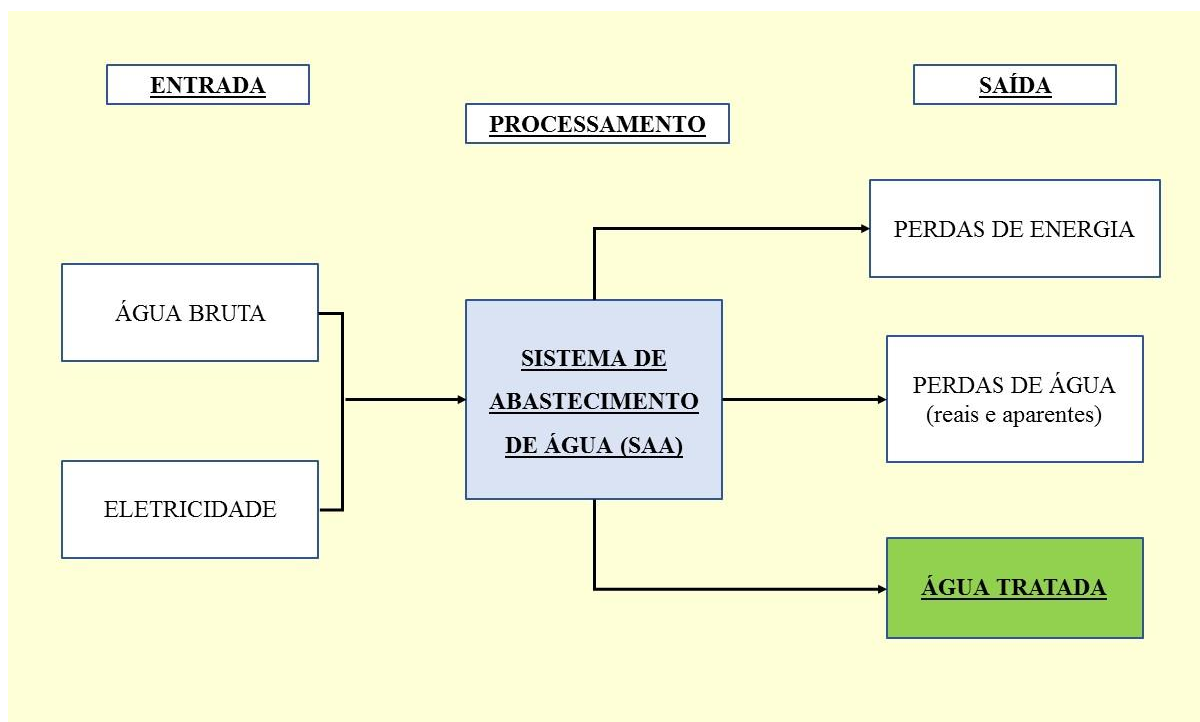 ENTRADA
PROCESSAMENTO
SAÍDA
ÁGUA BRUTA
ELETRICIDADE
SISTEMA DE
ABASTECIMENTO
DE ÁGUA (SAA)
PERDAS DE ENERGIA
PERDAS DE ÁGUA
(reais e aparentes)
ÁGUA TRATADA